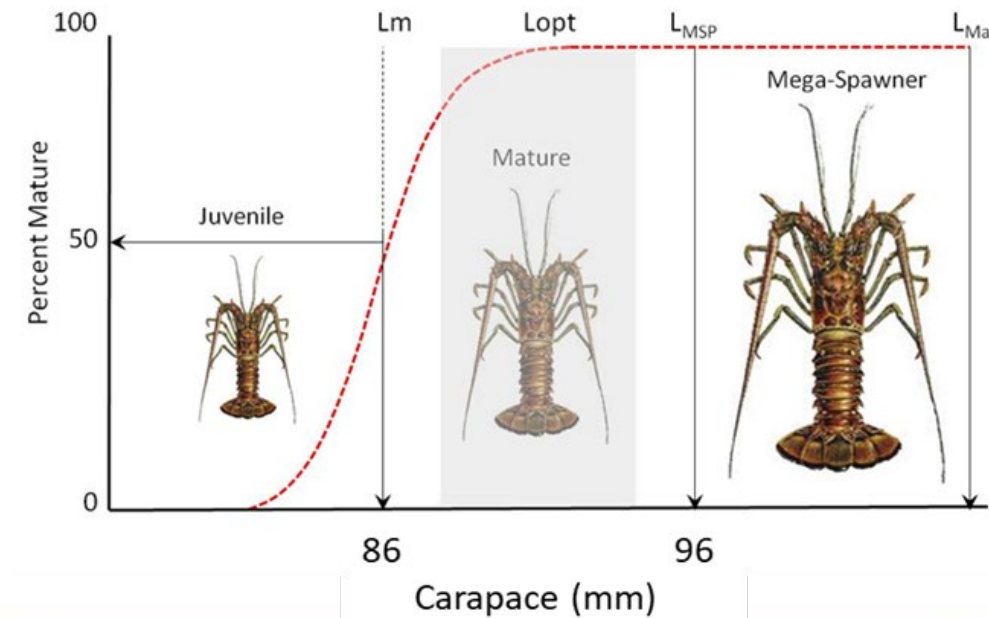 100
Lm
Lopt
LMSP
LMa
Mega-Spawner
Mature
Juvenile
50
Percent Mature
0
86
96
Carapace (mm)